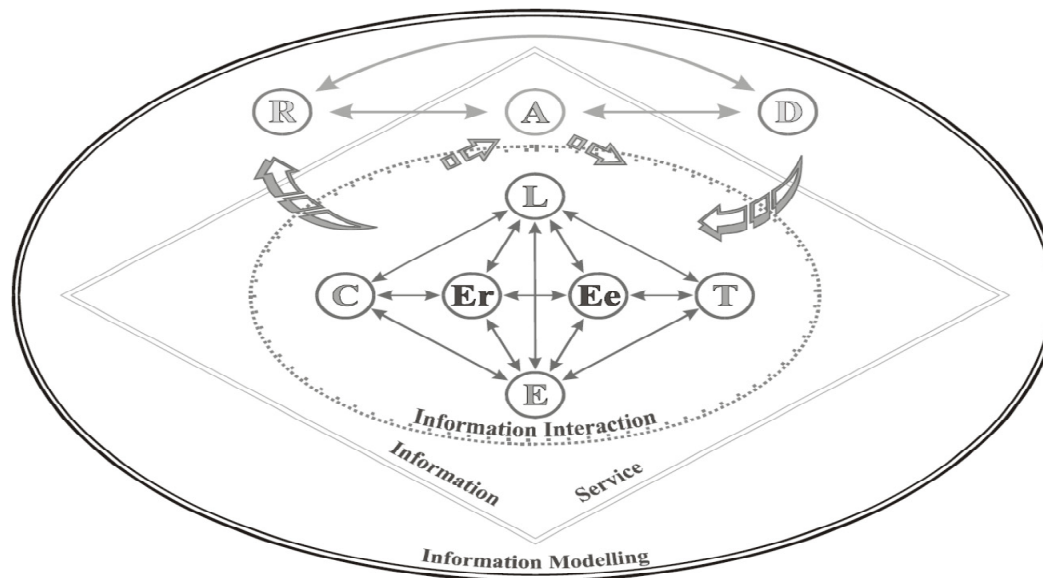 R A D
L
C Er Ee T
E
Information Interaction
Information Service
Information Modelling